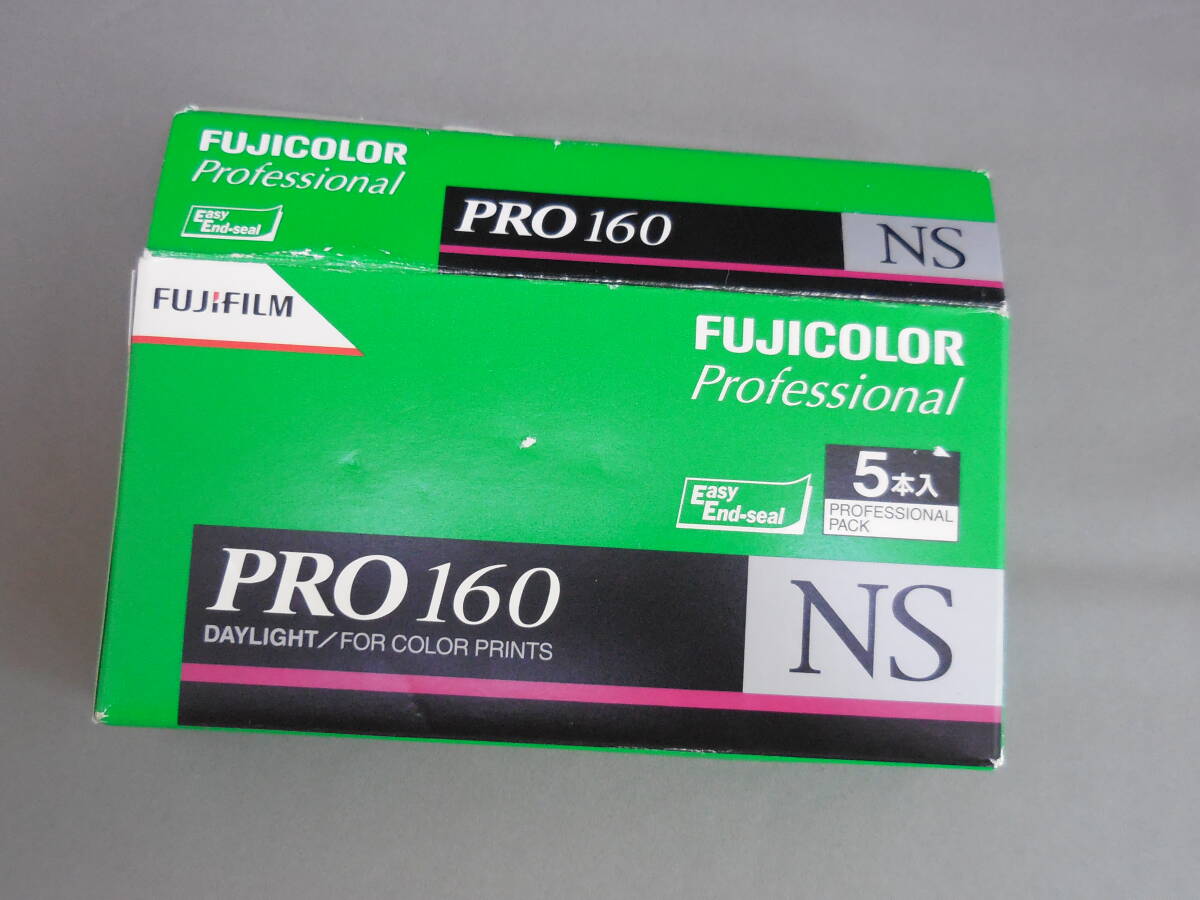 FUJICOLOR
Professional
Easy
End-seal
PRO 160
NS
FUJIFILM
FUJICOLOR
Professional
Easy
End-seal
5本入
PROFESSIONAL
PACK
PRO 160
DAYLIGHT/FOR COLOR PRINTS
NS